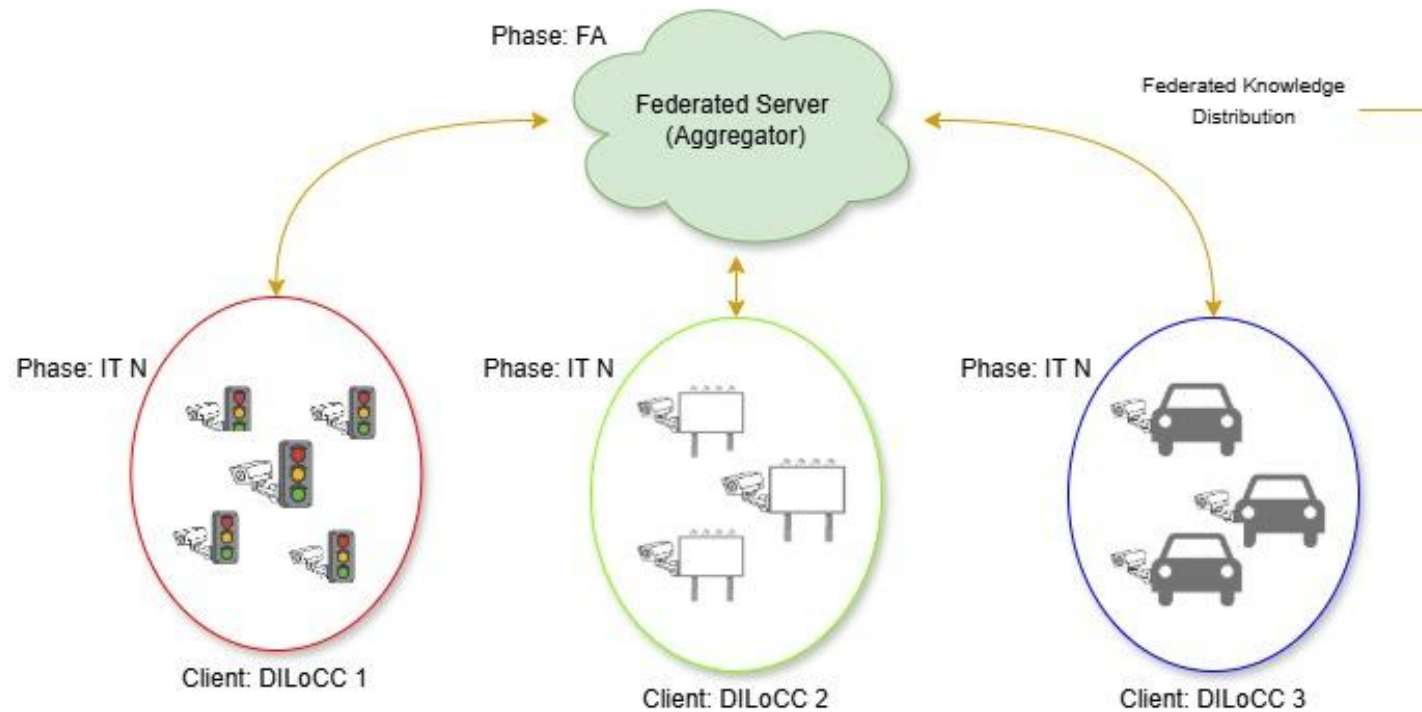 Phase: FA
Federated Server
(Aggregator)
Federated Knowledge
Distribution
Phase: IT N
Phase: IT N
Phase: IT N
Client: DILoCC 1
Client: DILoCC 2
Client: DILoCC 3